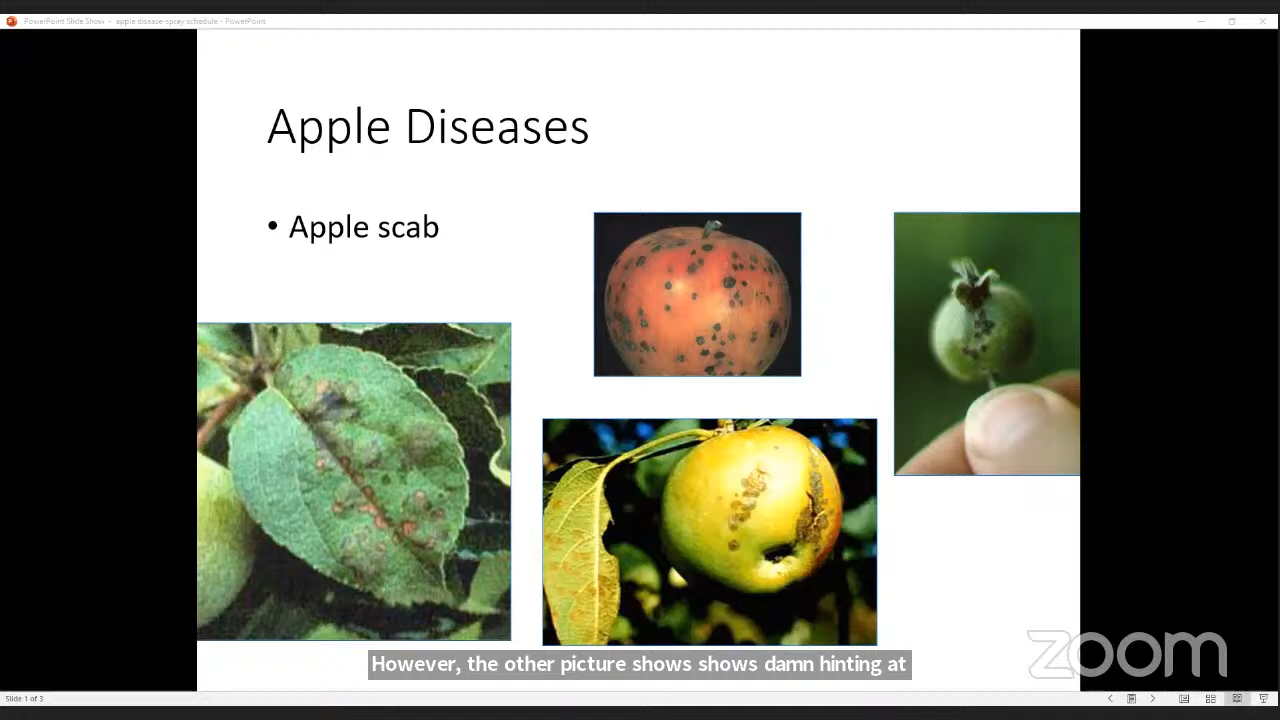 PowerPoint Slide Show - apple disease-spray schedule - PowerPoint
Apple Diseases
• Apple scab
However, the other picture shows shows damn hinting at
zoom
Slide 1 of 3